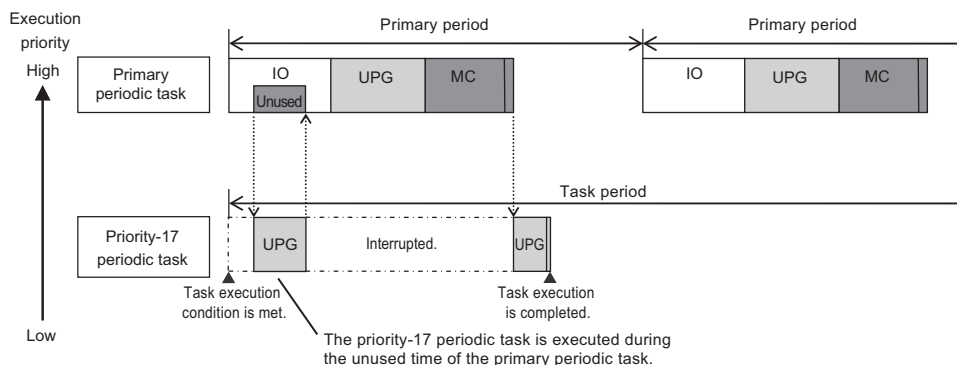 Execution
priority
High
Primary period
Primary period
Primary
periodic task
IO
Unused
UPG
MC
IO
UPG
MC
Task period
Priority-17
periodic task
UPG
Interrupted.
UPG
Task execution
condition is met.
Task execution
is completed.
Low
The priority-17 periodic task is executed during
the unused time of the primary periodic task.